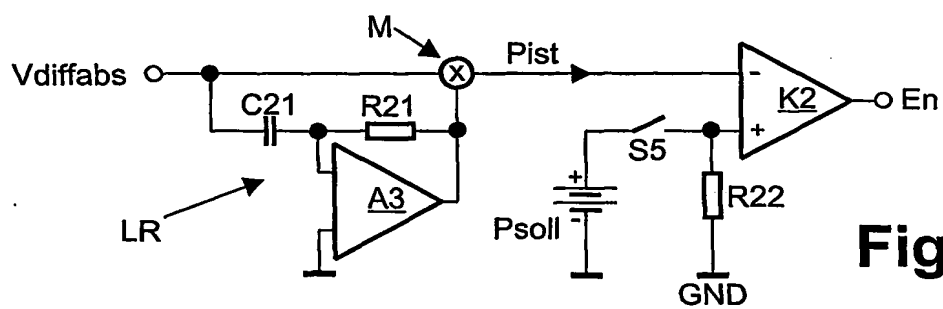 M
Vdiffabs
x
Pist
-
K2
En
C21
R21
+
S5
A3
+
-
R22
LR
Psoll
Fig
GND